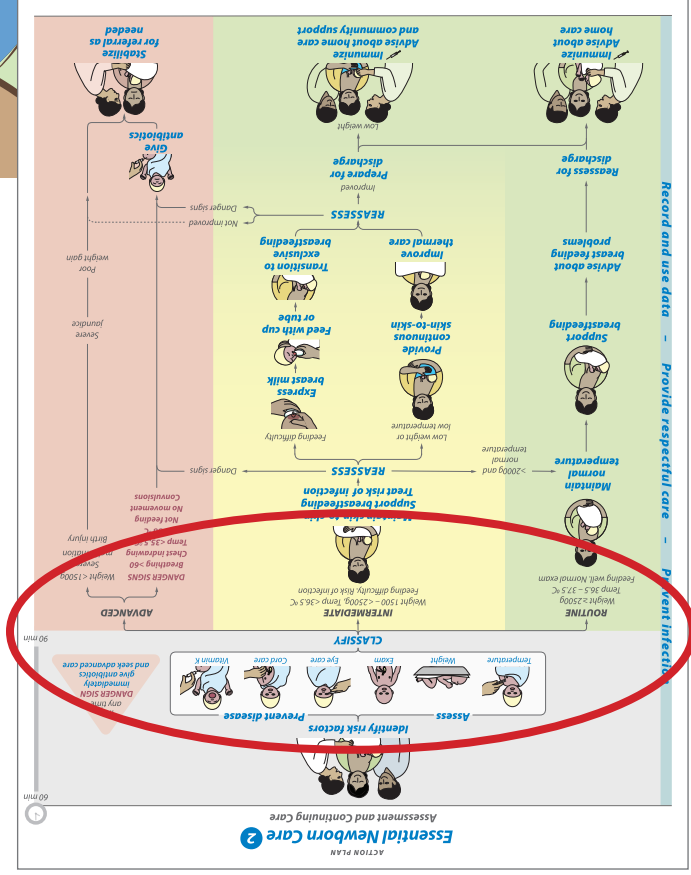 ACTION PLAN
Essential Newborn Care 2
Assessment and Continuing Care
60 min
Identify risk factors
Assess
Prevent disease
Temperature
Weight
Exam
Eye care
Cord care
Vitamin K
any time
DANGER SIGN
immediately
give antibiotics
and seek advanced care
90 min
CLASSIFY
ROUTINE
Weight ≥2500g
Temp 36.5 – 37.5 ºC
Feeding well, Normal exam
Maintain
normal
temperature
Support
breastfeeding
Advise about
breast feeding
problems
Reassess for
discharge
Immunize
Advise about
home care
INTERMEDIATE
Weight 1500 – <2500g, Temp <36.5 ºC
Feeding difficulty, Risk of infection
Maintain skin-to-skin
Support breastfeeding
Treat risk of infection
REASSESS
>2000g and
normal
temperature
Danger signs
Low weight or
low temperature
Provide
continuous
skin-to-skin
Improve
thermal care
Feeding difficulty
Express
breast milk
Feed with cup
or tube
Transition to
exclusive
breastfeeding
REASSESS
Not improved
Danger signs
Improved
Prepare for
discharge
Low weight
Immunize
Advise about home care
and community support
ADVANCED
DANGER SIGNS
Breathing >60
Chest indrawing
Temp <35.5
Not feeding
No movement
Convulsions
Weight <1500g
Severe
Birth injury
Severe
jaundice
Poor
weight gain
Give
antibiotics
Stabilize
for referral as
needed
Record and use data – Provide respectful care – Prevent infection